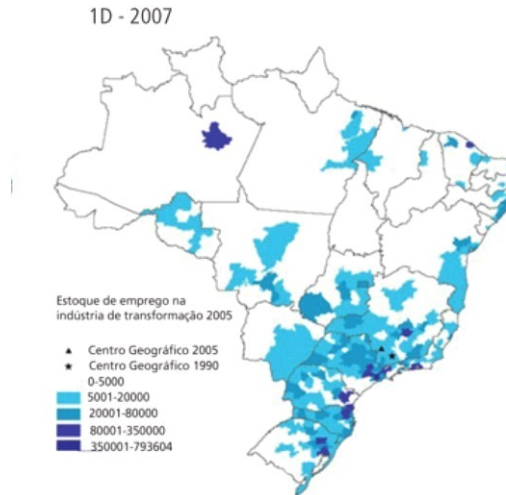 1D - 2007
Estoque de emprego na
indústria de transformação 2005
Centro Geográfico 2005
Centro Geográfico 1990
0-5000
5001-20000
20001-80000
80001-350000
350001-793604